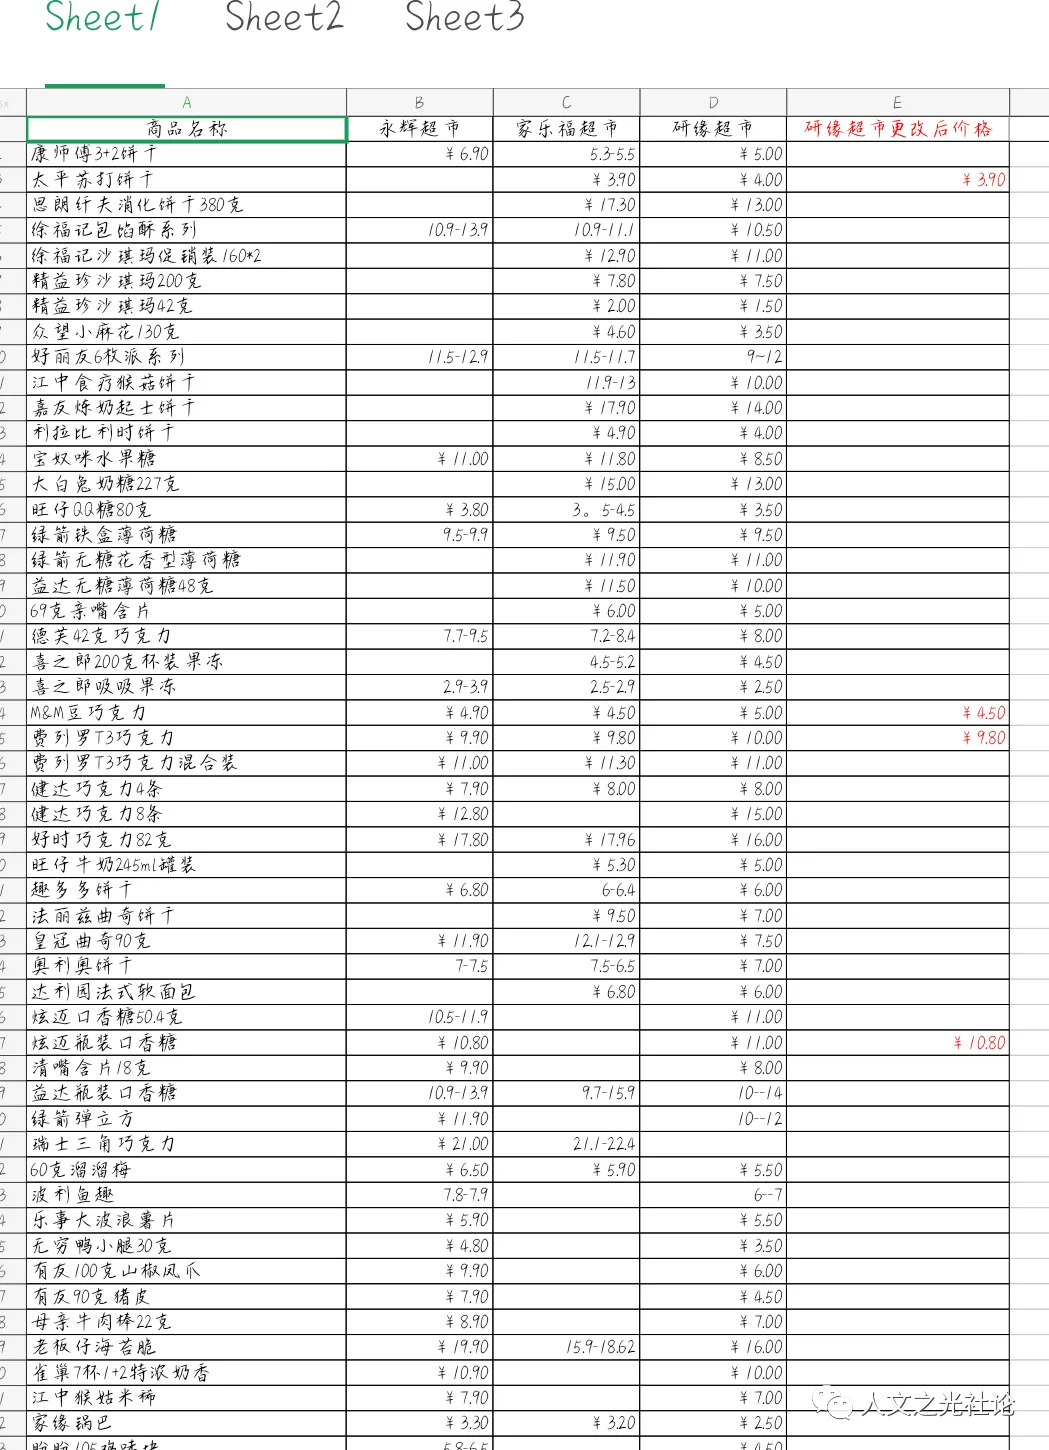 Sheet1 Sheet2 Sheet3
A B C D E
商品名称 永辉超市 家乐福超市 研缘超市 研缘超市更改后价格
康师傅3+2饼干 ¥6.90 5.3-5.5 ¥5.00
太平苏打饼干 ¥3.90 ¥4.00 ¥3.90
思朗纤夫消化饼干380克 ¥17.30 ¥13.00
徐福记包馅酥系列 10.9-13.9 10.9-11.1 ¥10.50
徐福记沙琪玛促销装160*2 ¥12.90 ¥11.00
精益珍沙琪玛200克 ¥7.80 ¥7.50
精益珍沙琪玛42克 ¥2.00 ¥1.50
众望小麻花130克 ¥4.60 ¥3.50
好丽友6枚派系列 11.5-12.9 11.5-11.7 9~12
江中食疗猴菇饼干 11.9-13 ¥10.00
嘉友炼奶起士饼干 ¥17.90 ¥14.00
利拉比利时饼干 ¥4.90 ¥4.00
宝奴咪水果糖 ¥11.00 ¥11.80 ¥8.50
大白兔奶糖227克 ¥15.00 ¥13.00
旺仔QQ糖80克 ¥3.80 3。5-4.5 ¥3.50
绿箭铁盒薄荷糖 9.5-9.9 ¥9.50 ¥9.50
绿箭无糖花香型薄荷糖 ¥11.90 ¥11.00
益达无糖薄荷糖48克 ¥11.50 ¥10.00
69克亲嘴含片 ¥6.00 ¥5.00
德芙42克巧克力 7.7-9.5 7.2-8.4 ¥8.00
喜之郎200克杯装果冻 4.5-5.2 ¥4.50
喜之郎吸吸果冻 2.9-3.9 2.5-2.9 ¥2.50
M&M豆巧克力 ¥4.90 ¥4.50 ¥5.00 ¥4.50
费列罗T3巧克力 ¥9.90 ¥9.80 ¥10.00 ¥9.80
费列罗T3巧克力混合装 ¥11.00 ¥11.30 ¥11.00
健达巧克力4条 ¥7.90 ¥8.00 ¥8.00
健达巧克力8条 ¥12.80 ¥15.00
好时巧克力82克 ¥17.80 ¥17.96 ¥16.00
旺仔牛奶245ml罐装 ¥5.30 ¥5.00
趣多多饼干 ¥6.80 6-6.4 ¥6.00
法丽兹曲奇饼干 ¥9.50 ¥7.00
皇冠曲奇90克 ¥11.90 12.1-12.9 ¥7.50
奥利奥饼干 7-7.5 7.5-6.5 ¥7.00
达利园法式软面包 ¥6.80 ¥6.00
炫迈口香糖50.4克 10.5-11.9 ¥11.00
炫迈瓶装口香糖 ¥10.80 ¥11.00 ¥10.80
清嘴含片18克 ¥9.90 ¥8.00
益达瓶装口香糖 10.9-13.9 9.7-15.9 10--14
绿箭弹立方 ¥11.90 10--12
瑞士三角巧克力 ¥21.00 21.1-22.4
60克溜溜梅 ¥6.50 ¥5.90 ¥5.50
波利鱼趣 7.8-7.9 6--7
乐事大波浪薯片 ¥5.90 ¥5.50
无穷鸭小腿30克 ¥4.80 ¥3.50
有友100克山椒凤爪 ¥9.90 ¥6.00
有友90克猪皮 ¥7.90 ¥4.50
母亲牛肉棒22克 ¥8.90 ¥7.00
老板仔海苔脆 ¥19.90 15.9-18.62 ¥16.00
雀巢7杯1+2特浓奶香 ¥10.90 ¥10.00
江中猴姑米稀 ¥7.90 ¥7.00
人文之光社论
家缘锅巴 ¥3.30 ¥3.20 ¥2.50